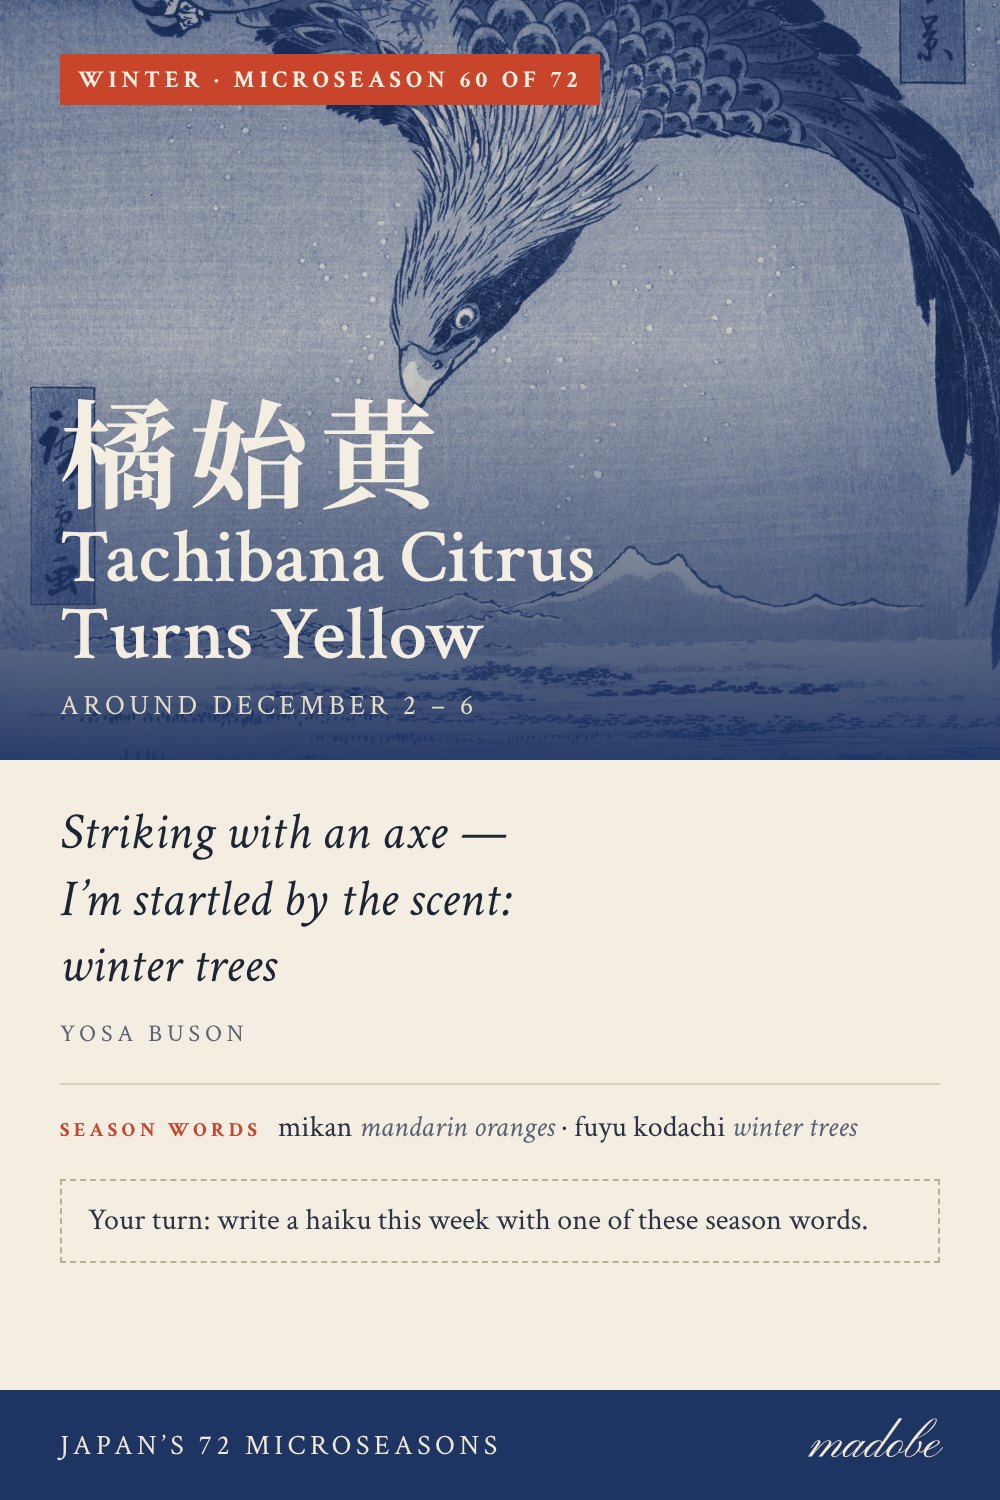 WINTER · MICROSEASON 60 OF 72
景
橘始黄
Tachibana Citrus
Turns Yellow
AROUND DECEMBER 2 – 6
Striking with an axe —
I’m startled by the scent:
winter trees
YOSA BUSON
SEASON WORDS mikan mandarin oranges · fuyu kodachi winter trees
Your turn: write a haiku this week with one of these season words.
JAPAN’S 72 MICROSEASONS
madobe